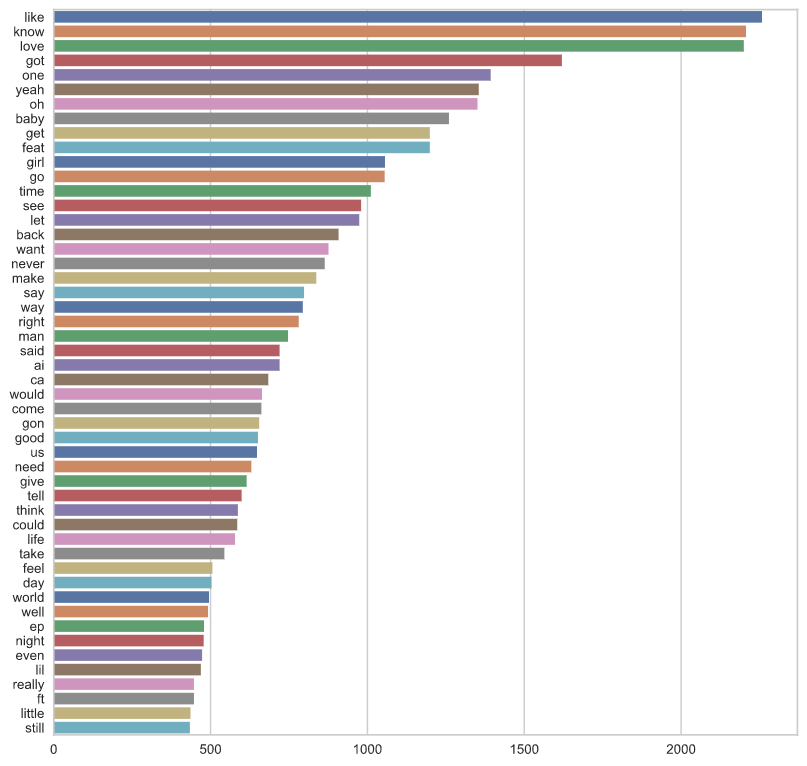 like
know
love
got
one
yeah
oh
baby
get
feat
girl
go
time
see
let
back
want
never
make
say
way
right
man
said
ai
ca
would
come
gon
good
us
need
give
tell
think
could
life
take
feel
day
world
well
ep
night
even
lil
really
ft
little
still
0 500 1000 1500 2000